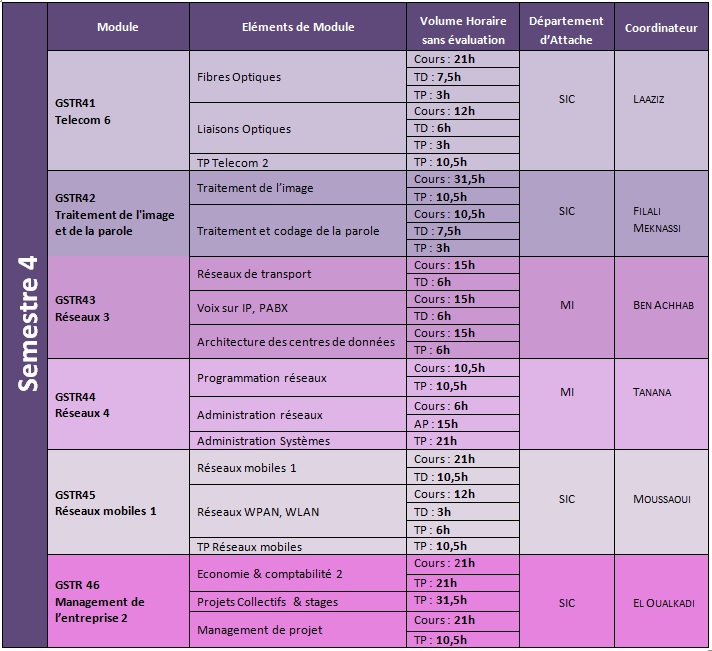 Semestre 4
Module
Eléments de Module
Volume Horaire
sans évaluation
Département
d’Attache
Coordinateur
GSTR41
Telecom 6
Fibres Optiques
Cours : 21h
TD : 7,5h
TP : 3h
Liaisons Optiques
Cours : 12h
TD : 6h
TP : 3h
TP Telecom 2
TP : 10,5h
SIC
LAAZIZ
GSTR42
Traitement de l'image
et de la parole
Traitement de l’image
Cours : 31,5h
TP : 10,5h
Traitement et codage de la parole
Cours : 10,5h
TD : 7,5h
TP : 3h
SIC
FILALI
MEKNASSI
GSTR43
Réseaux 3
Réseaux de transport
Cours : 15h
TD : 6h
Voix sur IP, PABX
Cours : 15h
TD : 6h
Architecture des centres de données
Cours : 15h
TP : 6h
MI
BEN ACHHAB
GSTR44
Réseaux 4
Programmation réseaux
Cours : 10,5h
TP : 10,5h
Administration réseaux
Cours : 6h
AP : 15h
Administration Systèmes
TP : 21h
MI
TANANA
GSTR45
Réseaux mobiles 1
Réseaux mobiles 1
Cours : 21h
TD : 10,5h
Réseaux WPAN, WLAN
Cours : 12h
TD : 3h
TP : 6h
TP Réseaux mobiles
TP : 10,5h
SIC
MOUSSAOUI
GSTR 46
Management de
l’entreprise 2
Economie & comptabilité 2
Cours : 21h
TP : 21h
Projets Collectifs & stages
TP : 31,5h
Management de projet
Cours : 21h
TP : 10,5h
SIC
EL OUALKADI